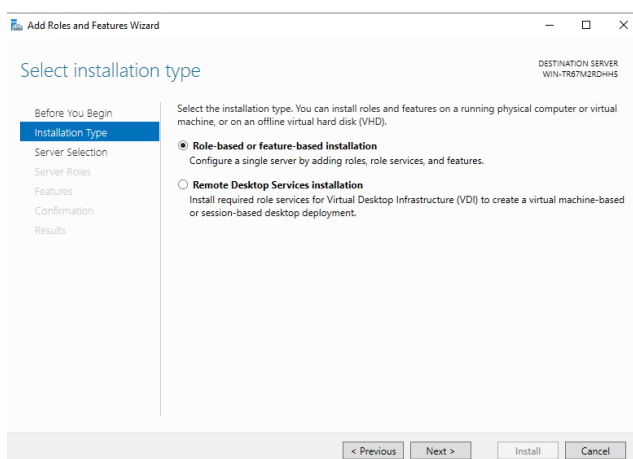 Add Roles and Features Wizard
Select installation type
DESTINATION SERVER
WIN-TR67M2RDHH5
Before You Begin
Installation Type
Server Selection
Server Roles
Features
Confirmation
Results
Select the installation type. You can install roles and features on a running physical computer or virtual
machine, or on an offline virtual hard disk (VHD).
Role-based or feature-based installation
Configure a single server by adding roles, role services, and features.
Remote Desktop Services installation
Install required role services for Virtual Desktop Infrastructure (VDI) to create a virtual machine-based
or session-based desktop deployment.
< Previous
Next >
Install
Cancel